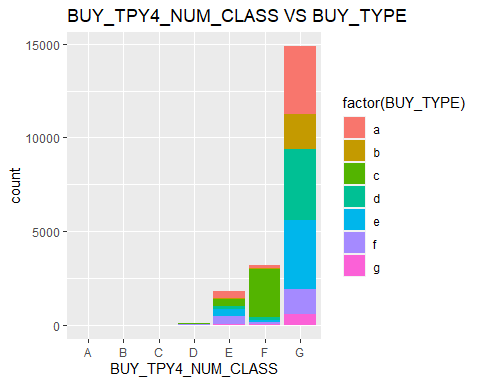 BUY_TPY4_NUM_CLASS VS BUY_TYPE
15000
10000
5000
0
count
A B C D E F G
BUY_TPY4_NUM_CLASS
factor(BUY_TYPE)
a
b
c
d
e
f
g